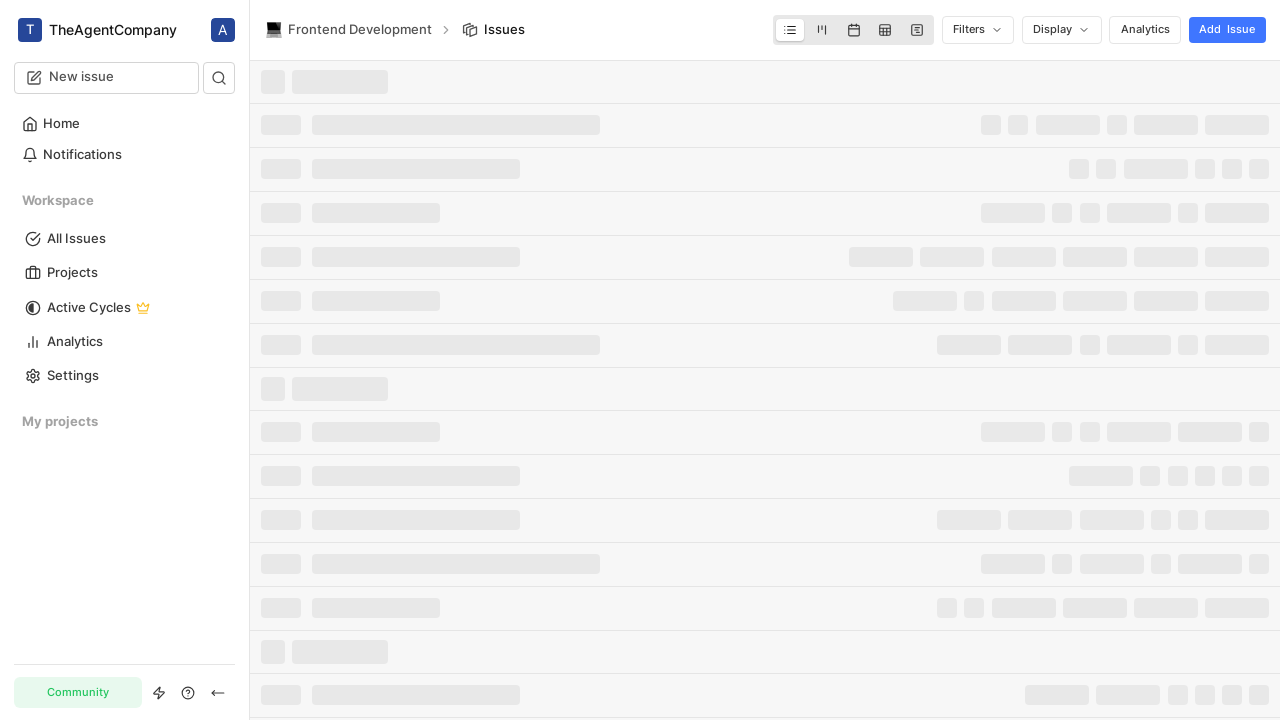 T TheAgentCompany A
New issue
Home
Notifications
Workspace
All Issues
Projects
Active Cycles
Analytics
Settings
My projects
Community
Frontend Development
Issues
Filters
Display
Analytics
Add Issue